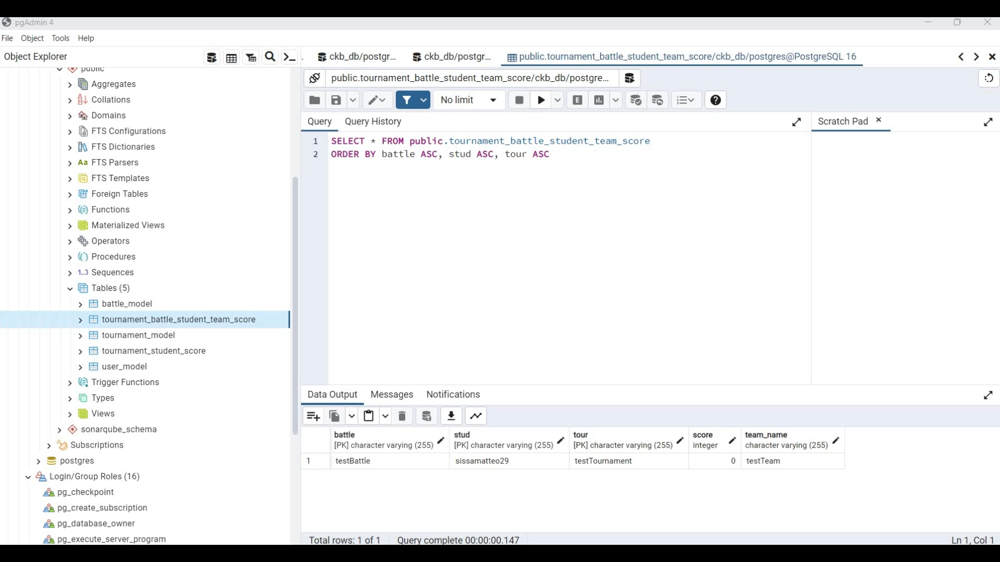 pgAdmin 4
File Object Tools Help
Object Explorer
public
Aggregates
Collations
Domains
FTS Configurations
FTS Dictionaries
Aa FTS Parsers
FTS Templates
Foreign Tables
Functions
Materialized Views
Operators
Procedures
1..3 Sequences
Tables (5)
battle_model
tournament_battle_student_team_score
tournament_model
tournament_student_score
user_model
Trigger Functions
Types
Views
sonarqube_schema
Subscriptions
postgres
Login/Group Roles (16)
pg_checkpoint
pg_create_subscription
pg_database_owner
pg_execute_server_program
ckb_db/postgr... ckb_db/postgr... public.tournament_battle_student_team_score/ckb_db/postgres@PostgreSQL 16
public.tournament_battle_student_team_score/ckb_db/postgre...
No limit E
Query Query History
1 SELECT * FROM public.tournament_battle_student_team_score
2 ORDER BY battle ASC, stud ASC, tour ASC
Scratch Pad
Data Output Messages Notifications
battle stud tour score team_name
[PK] character varying (255) [PK] character varying (255) [PK] character varying (255) integer character varying (255)
1 testBattle sissamatteo29 testTournament 0 testTeam
Total rows: 1 of 1 Query complete 00:00:00.147 Ln 1, Col 1